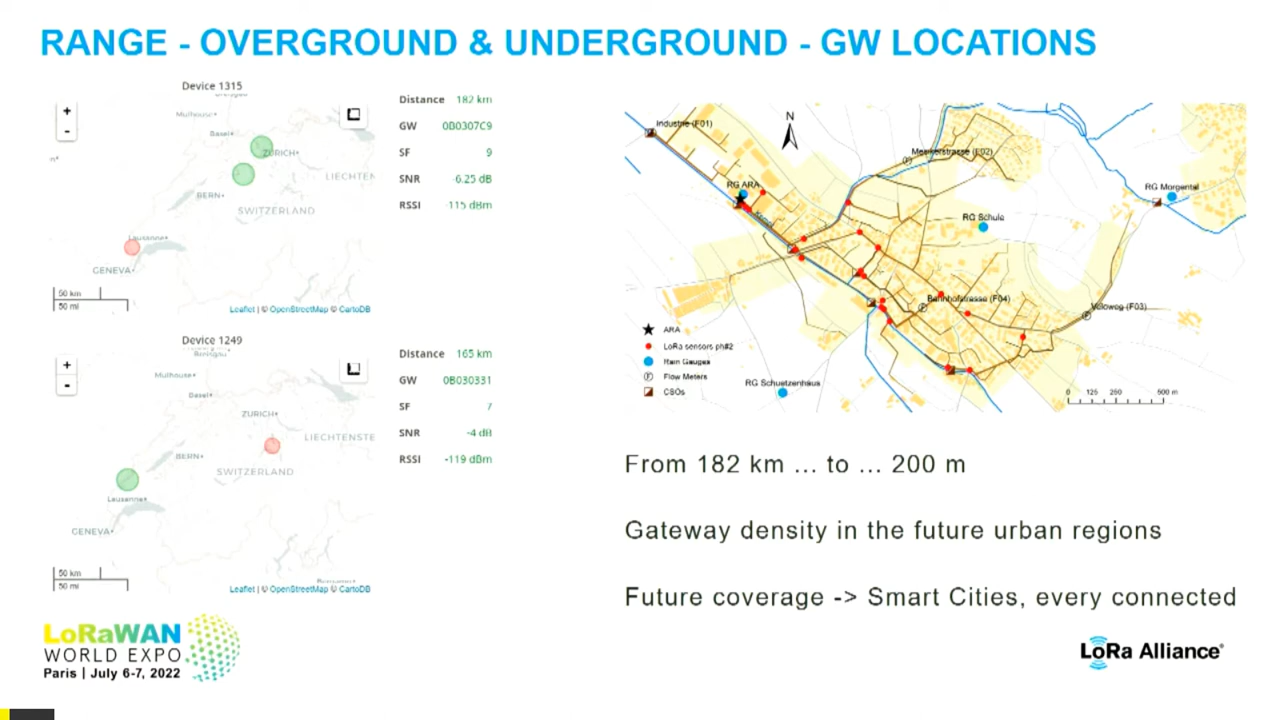 RANGE - OVERGROUND & UNDERGROUND - GW LOCATIONS
Device 1315
+
-
Mulhouse
Basel
ZURICH
LIECHTEN
BERN
SWITZERLAND
Lausanne
GENEVA
50 km
50 mi
Leaflet | © OpenStreetMap © CartoDB
Distance 182 km
GW 0B0307C9
SF 9
SNR -6.25 dB
RSSI -115 dBm
Device 1249
+
-
Mulhouse
Basel
ZURICH
LIECHTENSTE
BERN
SWITZERLAND
Lausanne
GENEVA
50 km
50 mi
Leaflet | © OpenStreetMap © CartoDB
Distance 165 km
GW 0B030331
SF 7
SNR -4 dB
RSSI -119 dBm
Industrie (F01)
N
RG ARA
RG Morgental
RG Schule
Bahnhofstrasse (F04)
Veloweg (F03)
RG Schuetzenhaus
ARA
LoRa sensors ph#2
Rain Gauges
F Flow Meters
CSOs
0 125 250 500 m
From 182 km ... to ... 200 m
Gateway density in the future urban regions
Future coverage -> Smart Cities, every connected
LoRaWAN
WORLD EXPO
Paris | July 6-7, 2022
LoRa Alliance®